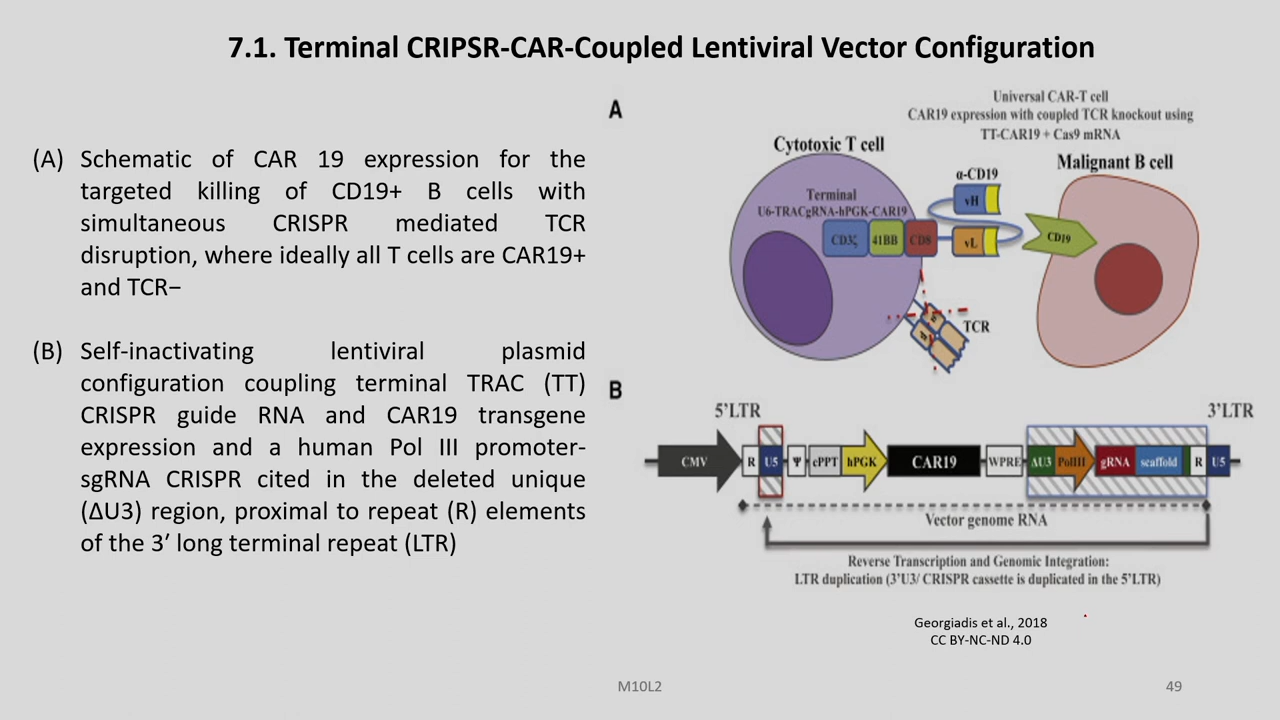 7.1. Terminal CRIPSR-CAR-Coupled Lentiviral Vector Configuration
(A) Schematic of CAR 19 expression for the
targeted killing of CD19+ B cells with
simultaneous CRISPR mediated TCR
disruption, where ideally all T cells are CAR19+
and TCR−
(B) Self-inactivating lentiviral plasmid
configuration coupling terminal TRAC (TT)
CRISPR guide RNA and CAR19 transgene
expression and a human Pol III promoter-
sgRNA CRISPR cited in the deleted unique
(ΔU3) region, proximal to repeat (R) elements
of the 3′ long terminal repeat (LTR)
A
Universal CAR-T cell
CAR19 expression with coupled TCR knockout using
TT-CAR19 + Cas9 mRNA
Cytotoxic T cell
Malignant B cell
α-CD19
Terminal
U6-TRACgRNA-hPGK-CAR19
vH
CD3ζ 41BB CD8 vL CD19
TCR
B
5'LTR 3'LTR
CMV R U5 Ψ cPPT hPGK CAR19 WPRE ΔU3 PolIII gRNA scaffold R U5
Vector genome RNA
Reverse Transcription and Genomic Integration:
LTR duplication (3'U3/ CRISPR cassette is duplicated in the 5'LTR)
Georgiadis et al., 2018
CC BY-NC-ND 4.0
M10L2 49